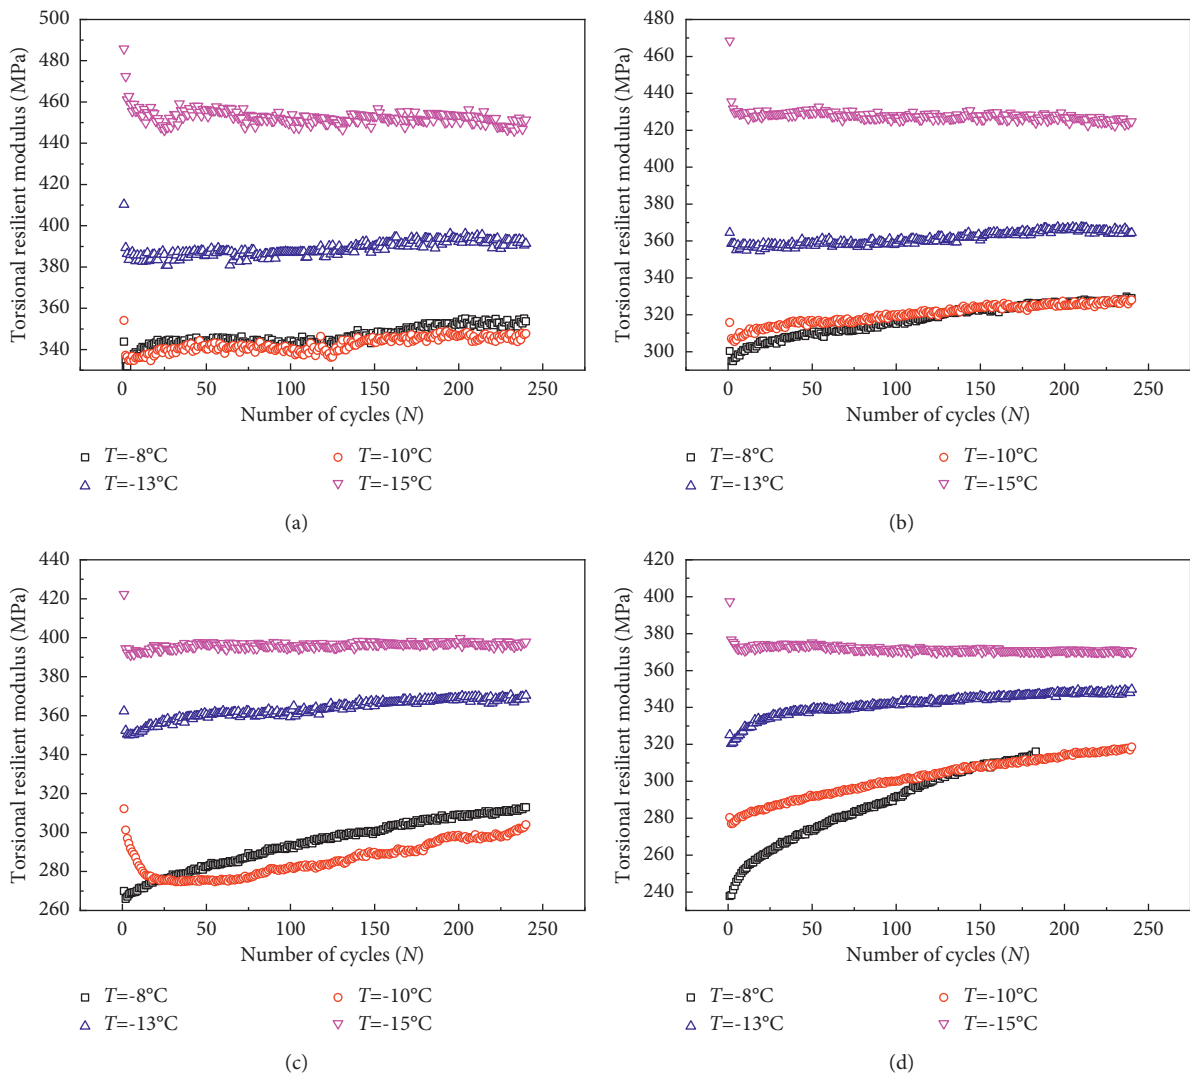 Torsional resilient modulus (MPa)
500
480
460
440
420
400
380
360
340
0
50
100
150
200
250
Number of cycles (N)
T=-8°C
T=-10°C
T=-13°C
T=-15°C
(a)
Torsional resilient modulus (MPa)
480
460
440
420
400
380
360
340
320
300
0
50
100
150
200
250
Number of cycles (N)
T=-8°C
T=-10°C
T=-13°C
T=-15°C
(b)
Torsional resilient modulus (MPa)
440
420
400
380
360
340
320
300
280
260
0
50
100
150
200
250
Number of cycles (N)
T=-8°C
T=-10°C
T=-13°C
T=-15°C
(c)
Torsional resilient modulus (MPa)
420
400
380
360
340
320
300
280
260
240
0
50
100
150
200
250
Number of cycles (N)
T=-8°C
T=-10°C
T=-13°C
T=-15°C
(d)